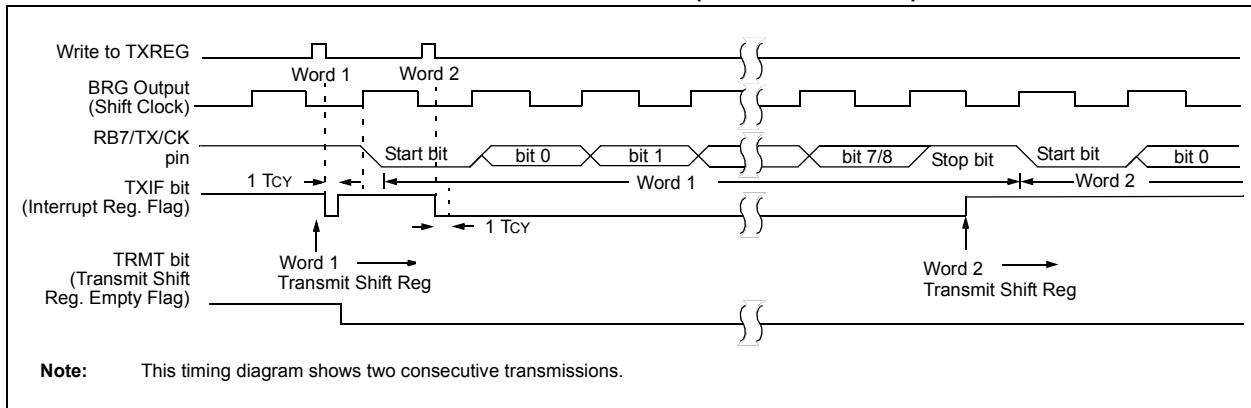 Write to TXREG
Word 1
Word 2
BRG Output
(Shift Clock)
RB7/TX/CK
pin
Start bit
bit 0
bit 1
bit 7/8
Stop bit
Start bit
bit 0
1 TCY
Word 1
Word 2
TXIF bit
(Interrupt Reg. Flag)
1 TCY
TRMT bit
(Transmit Shift
Reg. Empty Flag)
Word 1
Transmit Shift Reg
Word 2
Transmit Shift Reg
Note: This timing diagram shows two consecutive transmissions.